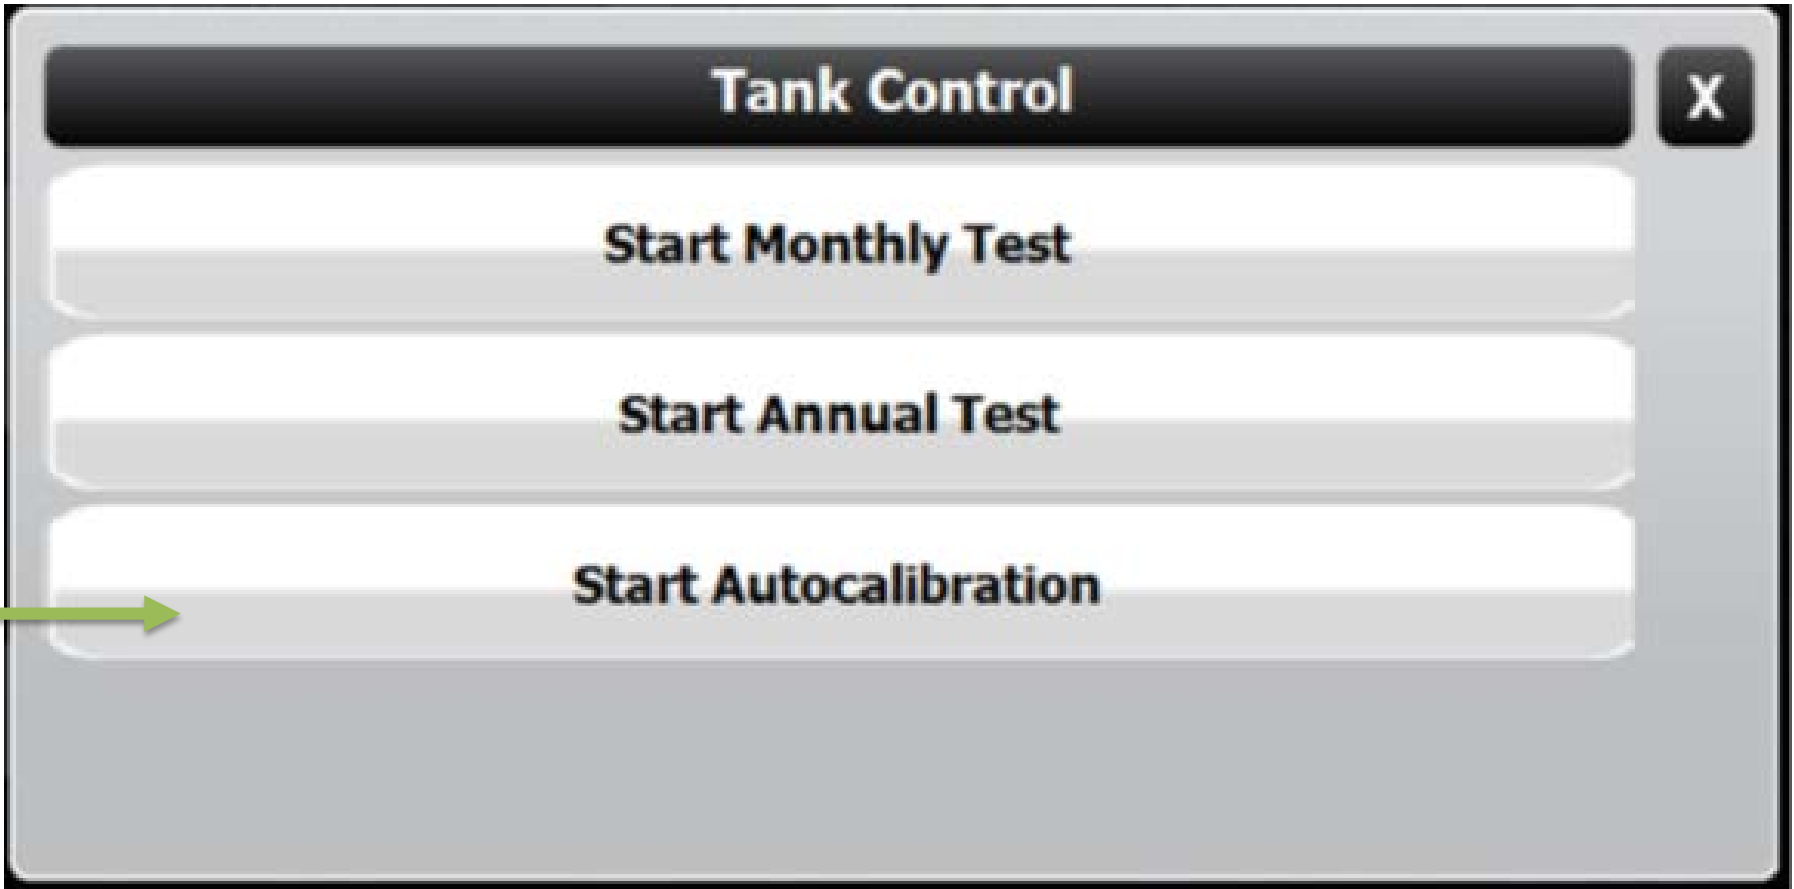 Tank Control
X
Start Monthly Test
Start Annual Test
Start Autocalibration